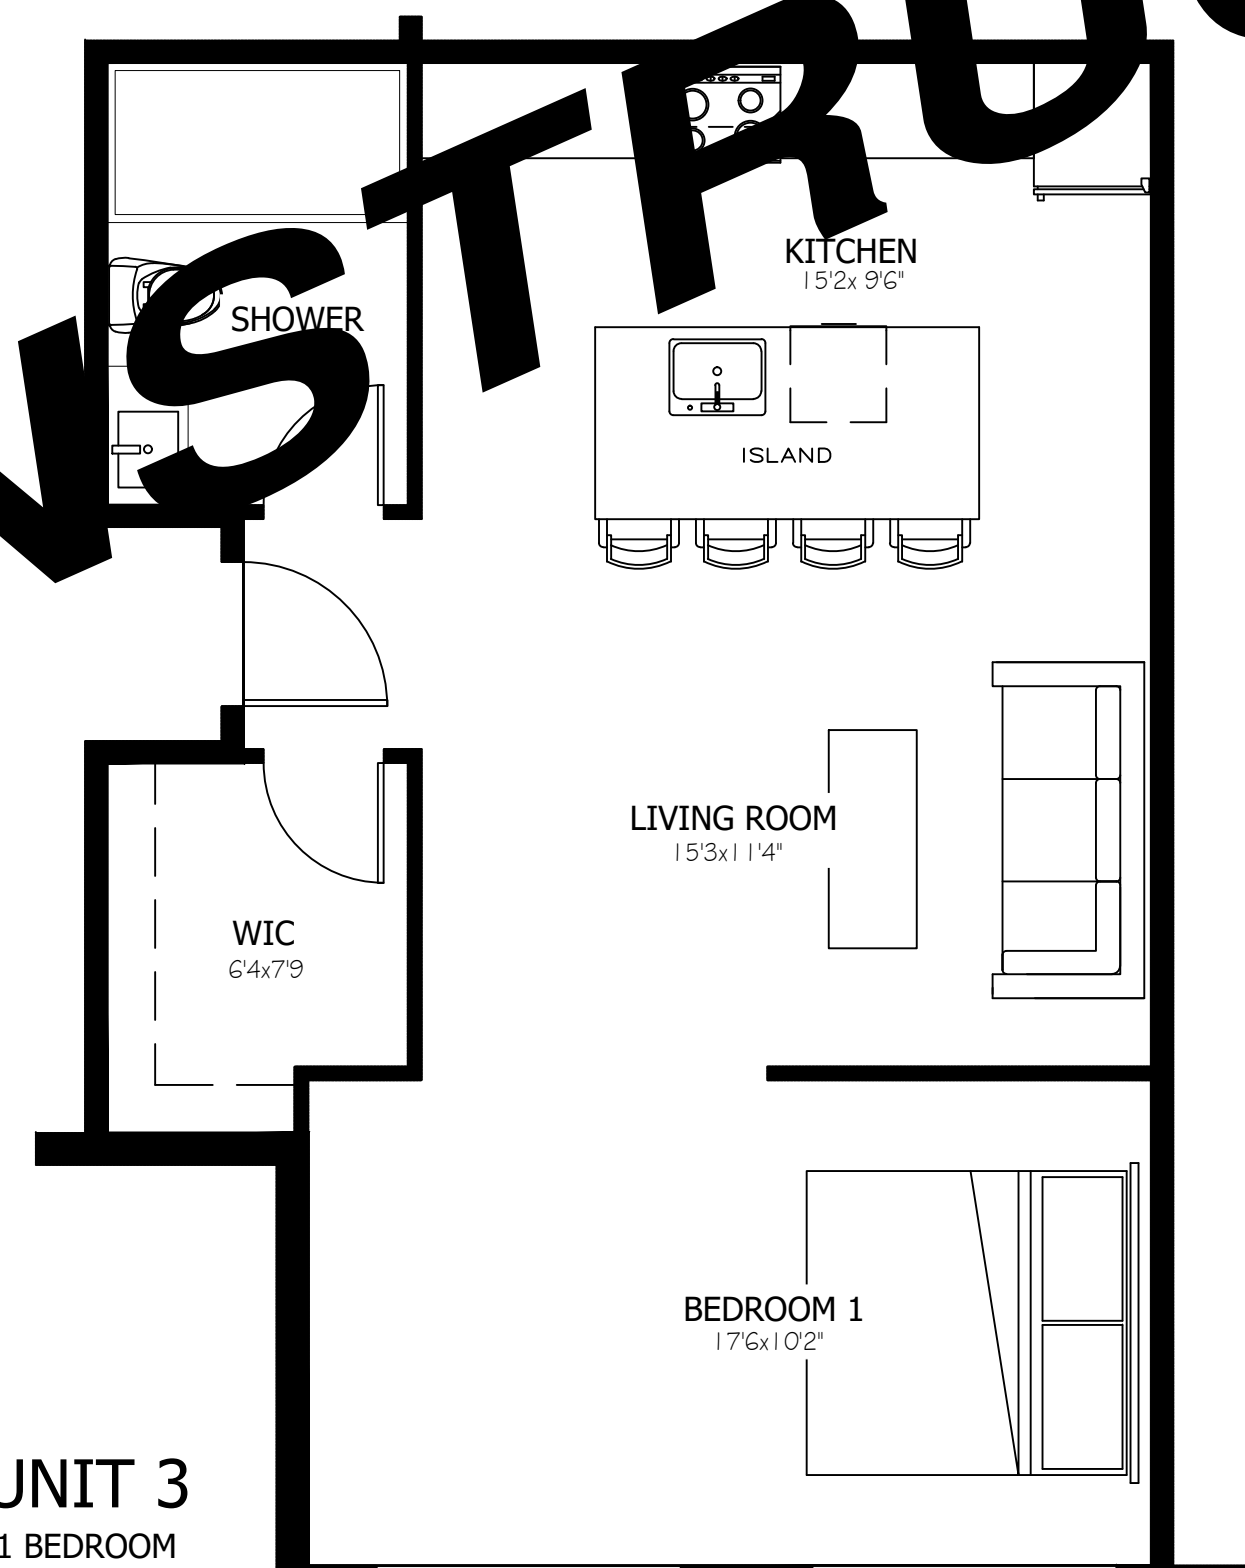 NSTRUC
KITCHEN
15'2x 9'6"
SHOWER
ISLAND
LIVING ROOM
15'3x11'4"
WIC
6'4x7'9
BEDROOM 1
17'6x10'2"
UNIT 3
1 BEDROOM